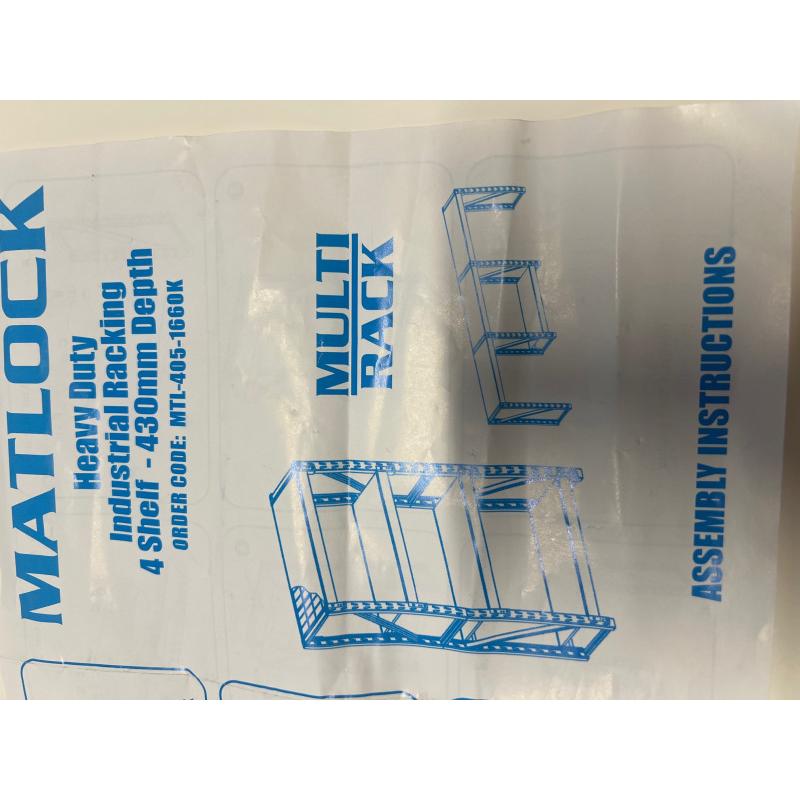 MATLOCK
Heavy Duty
Industrial Racking
4 Shelf - 430mm Depth
ORDER CODE: MTL-405-1660K
MULTI
RACK
ASSEMBLY INSTRUCTIONS